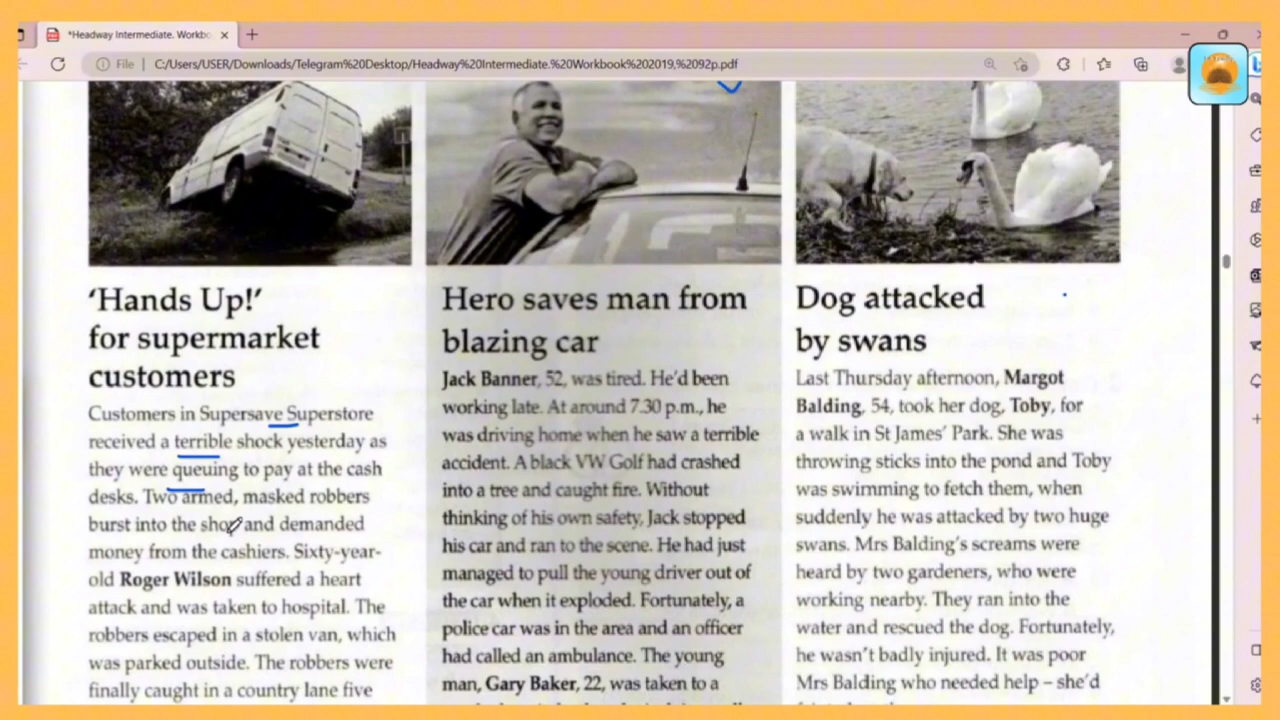 *Headway Intermediate. Workbo
File
C:/Users/USER/Downloads/Telegram%20Desktop/Headway%20Intermediate.%20Workbook%202019,%2092p.pdf
'Hands Up!'
for supermarket
customers
Customers in Supersave Superstore
received a terrible shock yesterday as
they were queuing to pay at the cash
desks. Two armed, masked robbers
burst into the shop and demanded
money from the cashiers. Sixty-year-
old Roger Wilson suffered a heart
attack and was taken to hospital. The
robbers escaped in a stolen van, which
was parked outside. The robbers were
finally caught in a country lane five
Hero saves man from
blazing car
Jack Banner, 52, was tired. He'd been
working late. At around 7.30 p.m., he
was driving home when he saw a terrible
accident. A black VW Golf had crashed
into a tree and caught fire. Without
thinking of his own safety, Jack stopped
his car and ran to the scene. He had just
managed to pull the young driver out of
the car when it exploded. Fortunately, a
police car was in the area and an officer
had called an ambulance. The young
man, Gary Baker, 22, was taken to a
Dog attacked
by swans
Last Thursday afternoon, Margot
Balding, 54, took her dog, Toby, for
a walk in St James' Park. She was
throwing sticks into the pond and Toby
was swimming to fetch them, when
suddenly he was attacked by two huge
swans. Mrs Balding's screams were
heard by two gardeners, who were
working nearby. They ran into the
water and rescued the dog. Fortunately,
he wasn't badly injured. It was poor
Mrs Balding who needed help – she'd